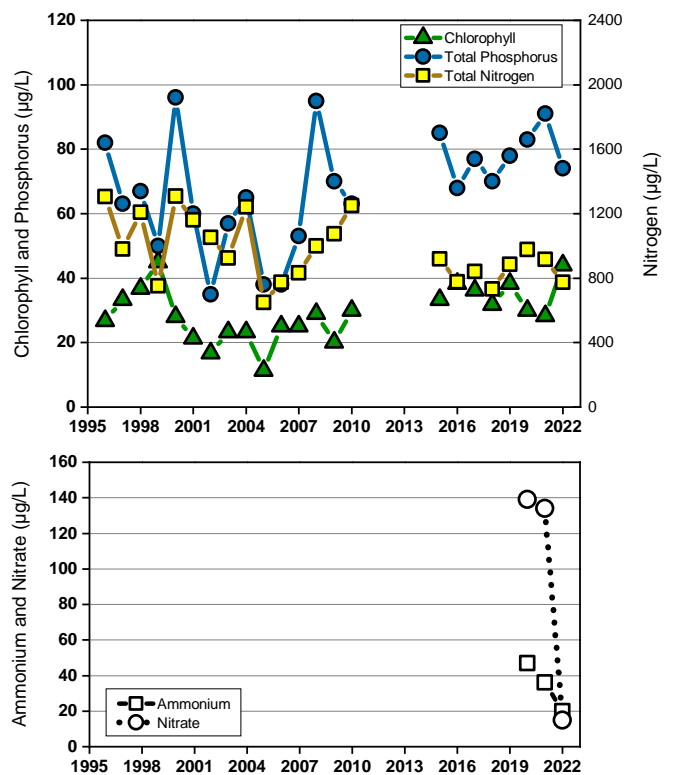 Chlorophyll and Phosphorus (µg/L)
120
100
80
60
40
20
0
2400
2000
1600
1200
800
400
0
Nitrogen (µg/L)
Chlorophyll
Total Phosphorus
Total Nitrogen
1995 1998 2001 2004 2007 2010 2013 2016 2019 2022
Ammonium and Nitrate (µg/L)
160
140
120
100
80
60
40
20
0
Ammonium
Nitrate
1995 1998 2001 2004 2007 2010 2013 2016 2019 2022